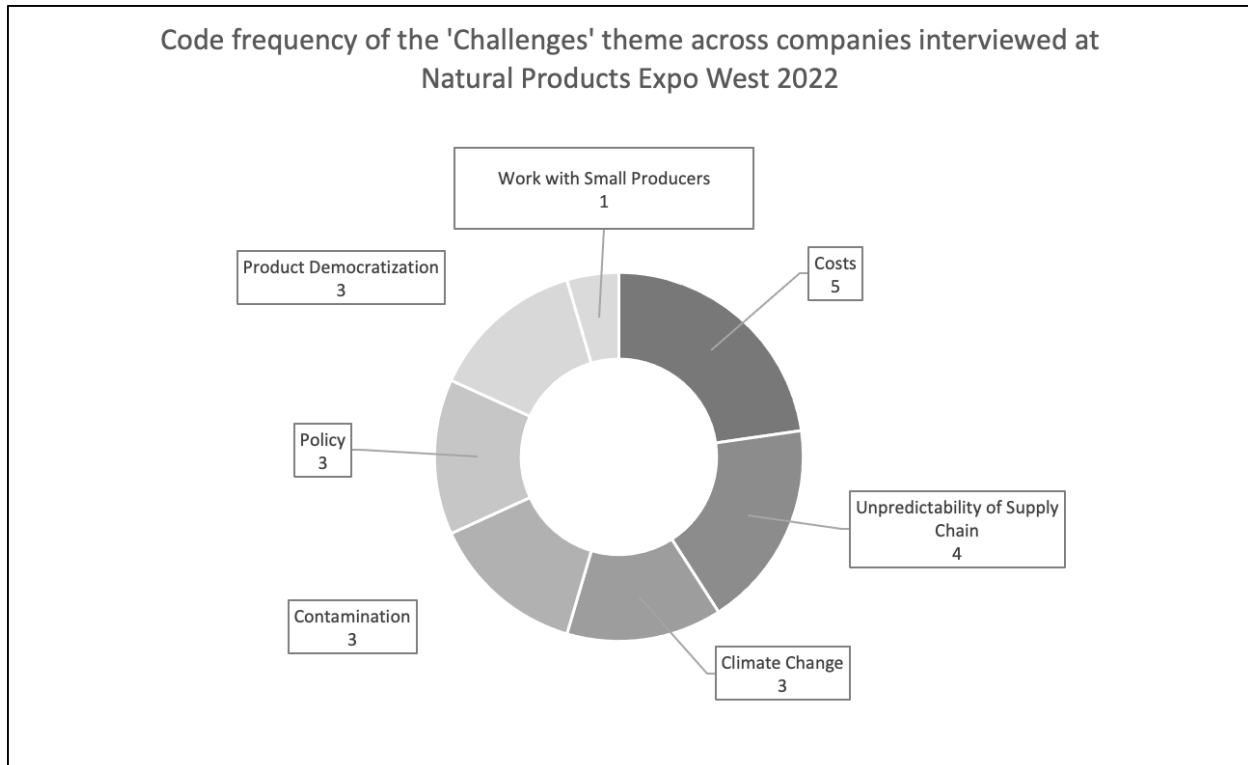 Code frequency of the 'Challenges' theme across companies interviewed at
Natural Products Expo West 2022
Work with Small Producers
1
Product Democratization
3
Costs
5
Policy
3
Unpredictability of Supply
Chain
4
Contamination
3
Climate Change
3